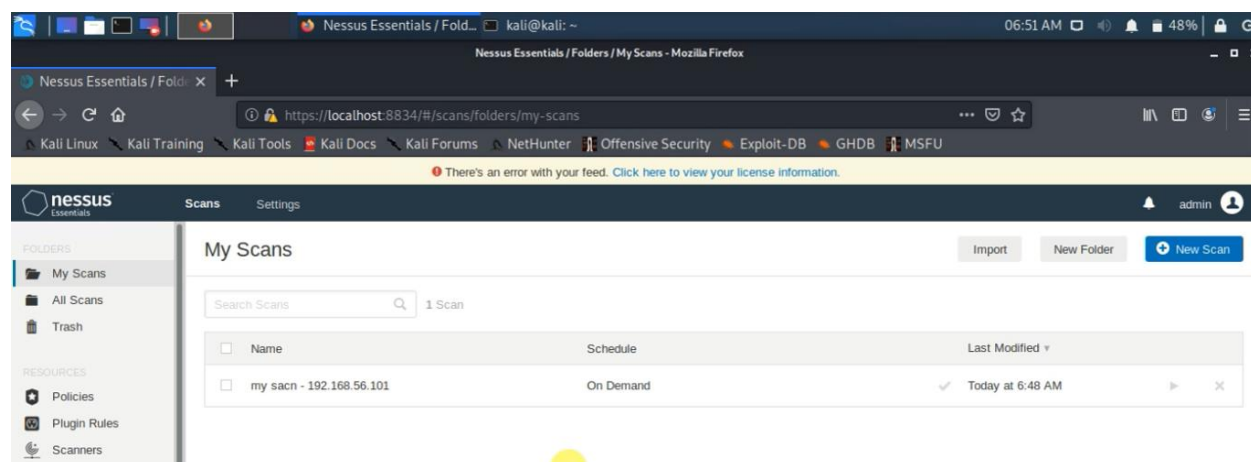 Nessus Essentials / Fold... kali@kali: ~ 06:51 AM 48% G
Nessus Essentials / Folders / My Scans - Mozilla Firefox
Nessus Essentials / Folde
https://localhost:8834/#/scans/folders/my-scans
Kali Linux Kali Training Kali Tools Kali Docs Kali Forums NetHunter Offensive Security Exploit-DB GHDB MSFU
There's an error with your feed. Click here to view your license information.
nessus Scans Settings admin
Essentials
FOLDERS
My Scans
All Scans
Trash
RESOURCES
Policies
Plugin Rules
Scanners
My Scans Import New Folder New Scan
Search Scans 1 Scan
Name Schedule Last Modified
my sacn - 192.168.56.101 On Demand Today at 6:48 AM